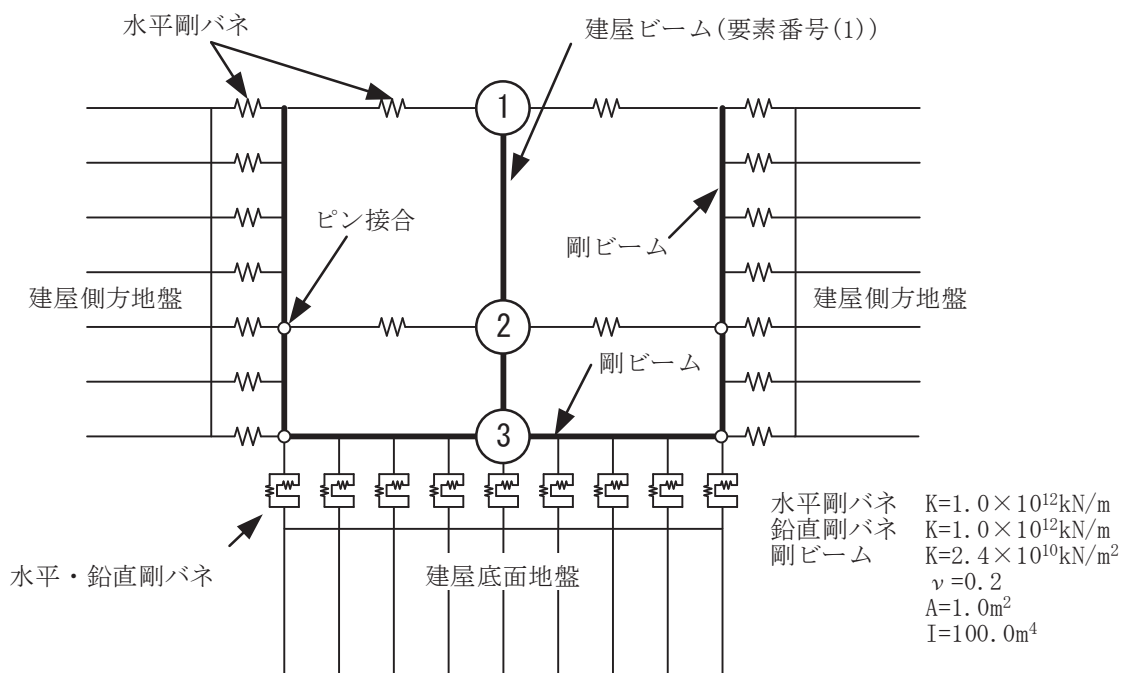 水平剛バネ
建屋ビーム(要素番号(1))
1
ピン接合
剛ビーム
建屋側方地盤
建屋側方地盤
2
剛ビーム
3
水平剛バネ K=1.0×10¹²kN/m
鉛直剛バネ K=1.0×10¹²kN/m
剛ビーム K=2.4×10¹⁰kN/m²
ν=0.2
A=1.0m²
I=100.0m⁴
水平・鉛直剛バネ
建屋底面地盤